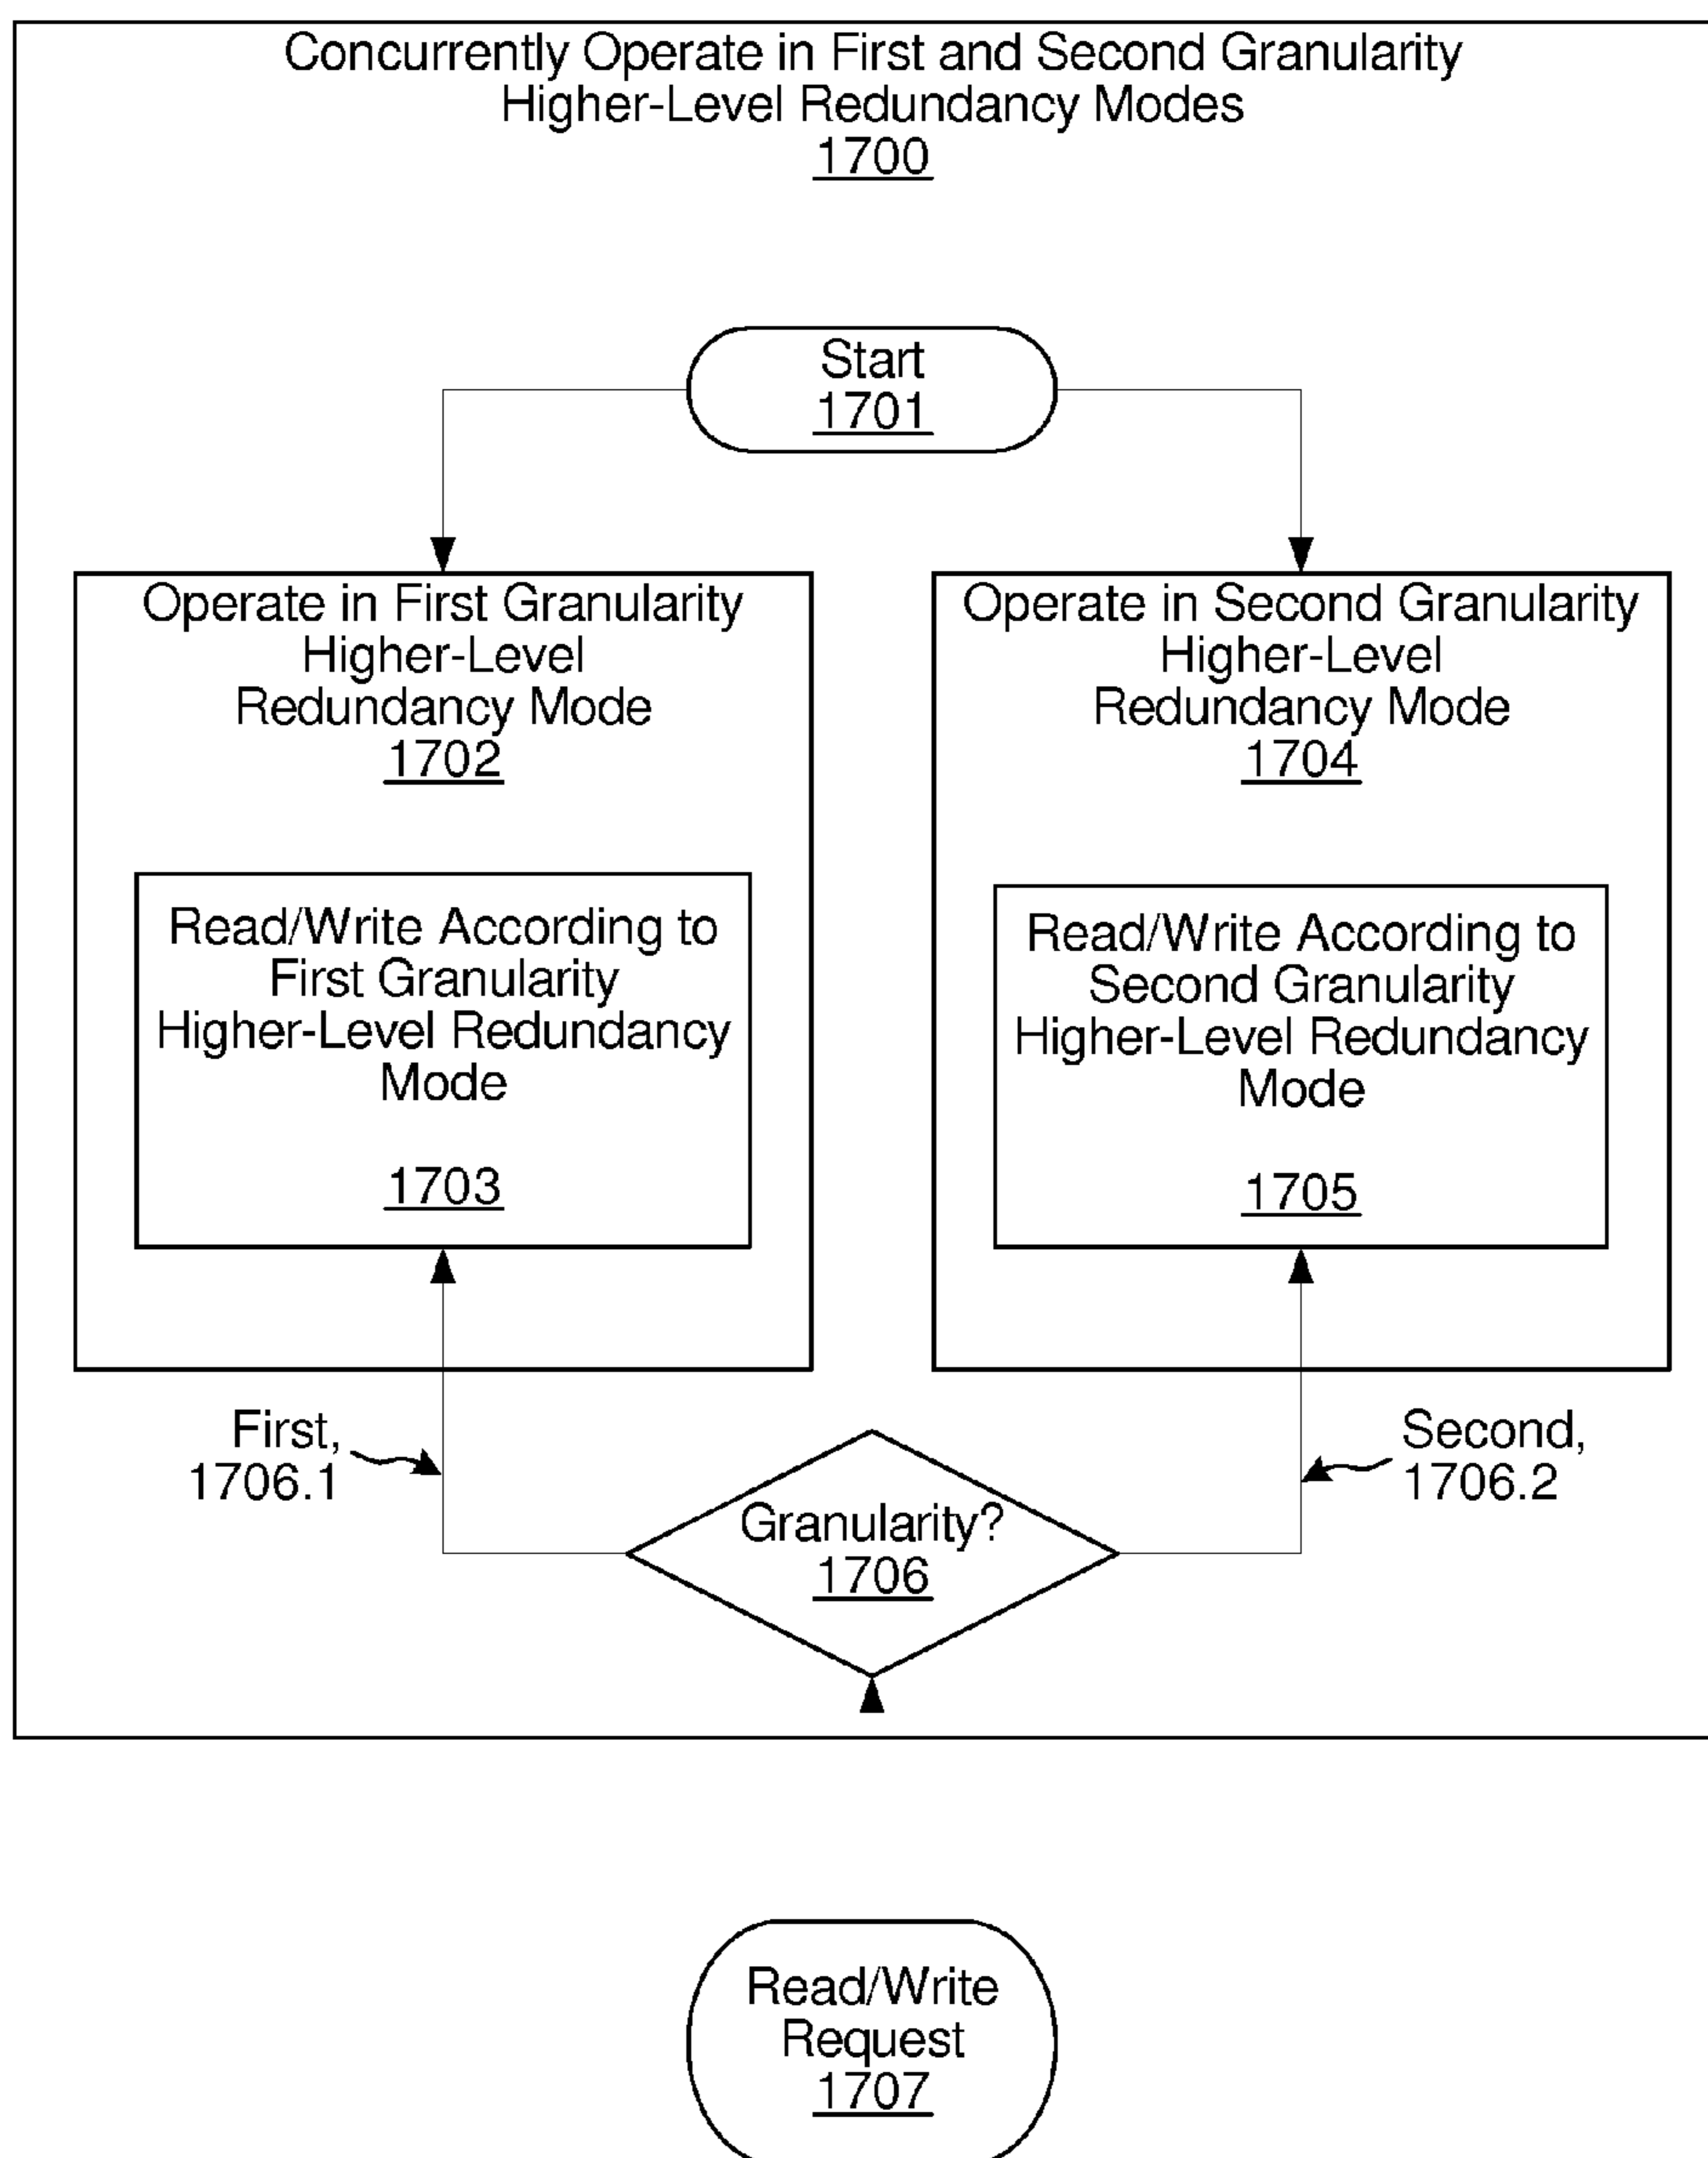 Concurrently Operate in First and Second Granularity
Higher-Level Redundancy Modes
1700
Start
1701
Operate in First Granularity
Higher-Level
Redundancy Mode
1702
Read/Write According to
First Granularity
Higher-Level Redundancy
Mode
1703
Operate in Second Granularity
Higher-Level
Redundancy Mode
1704
Read/Write According to
Second Granularity
Higher-Level Redundancy
Mode
1705
First,
1706.1
Granularity?
1706
Second,
1706.2
Read/Write
Request
1707